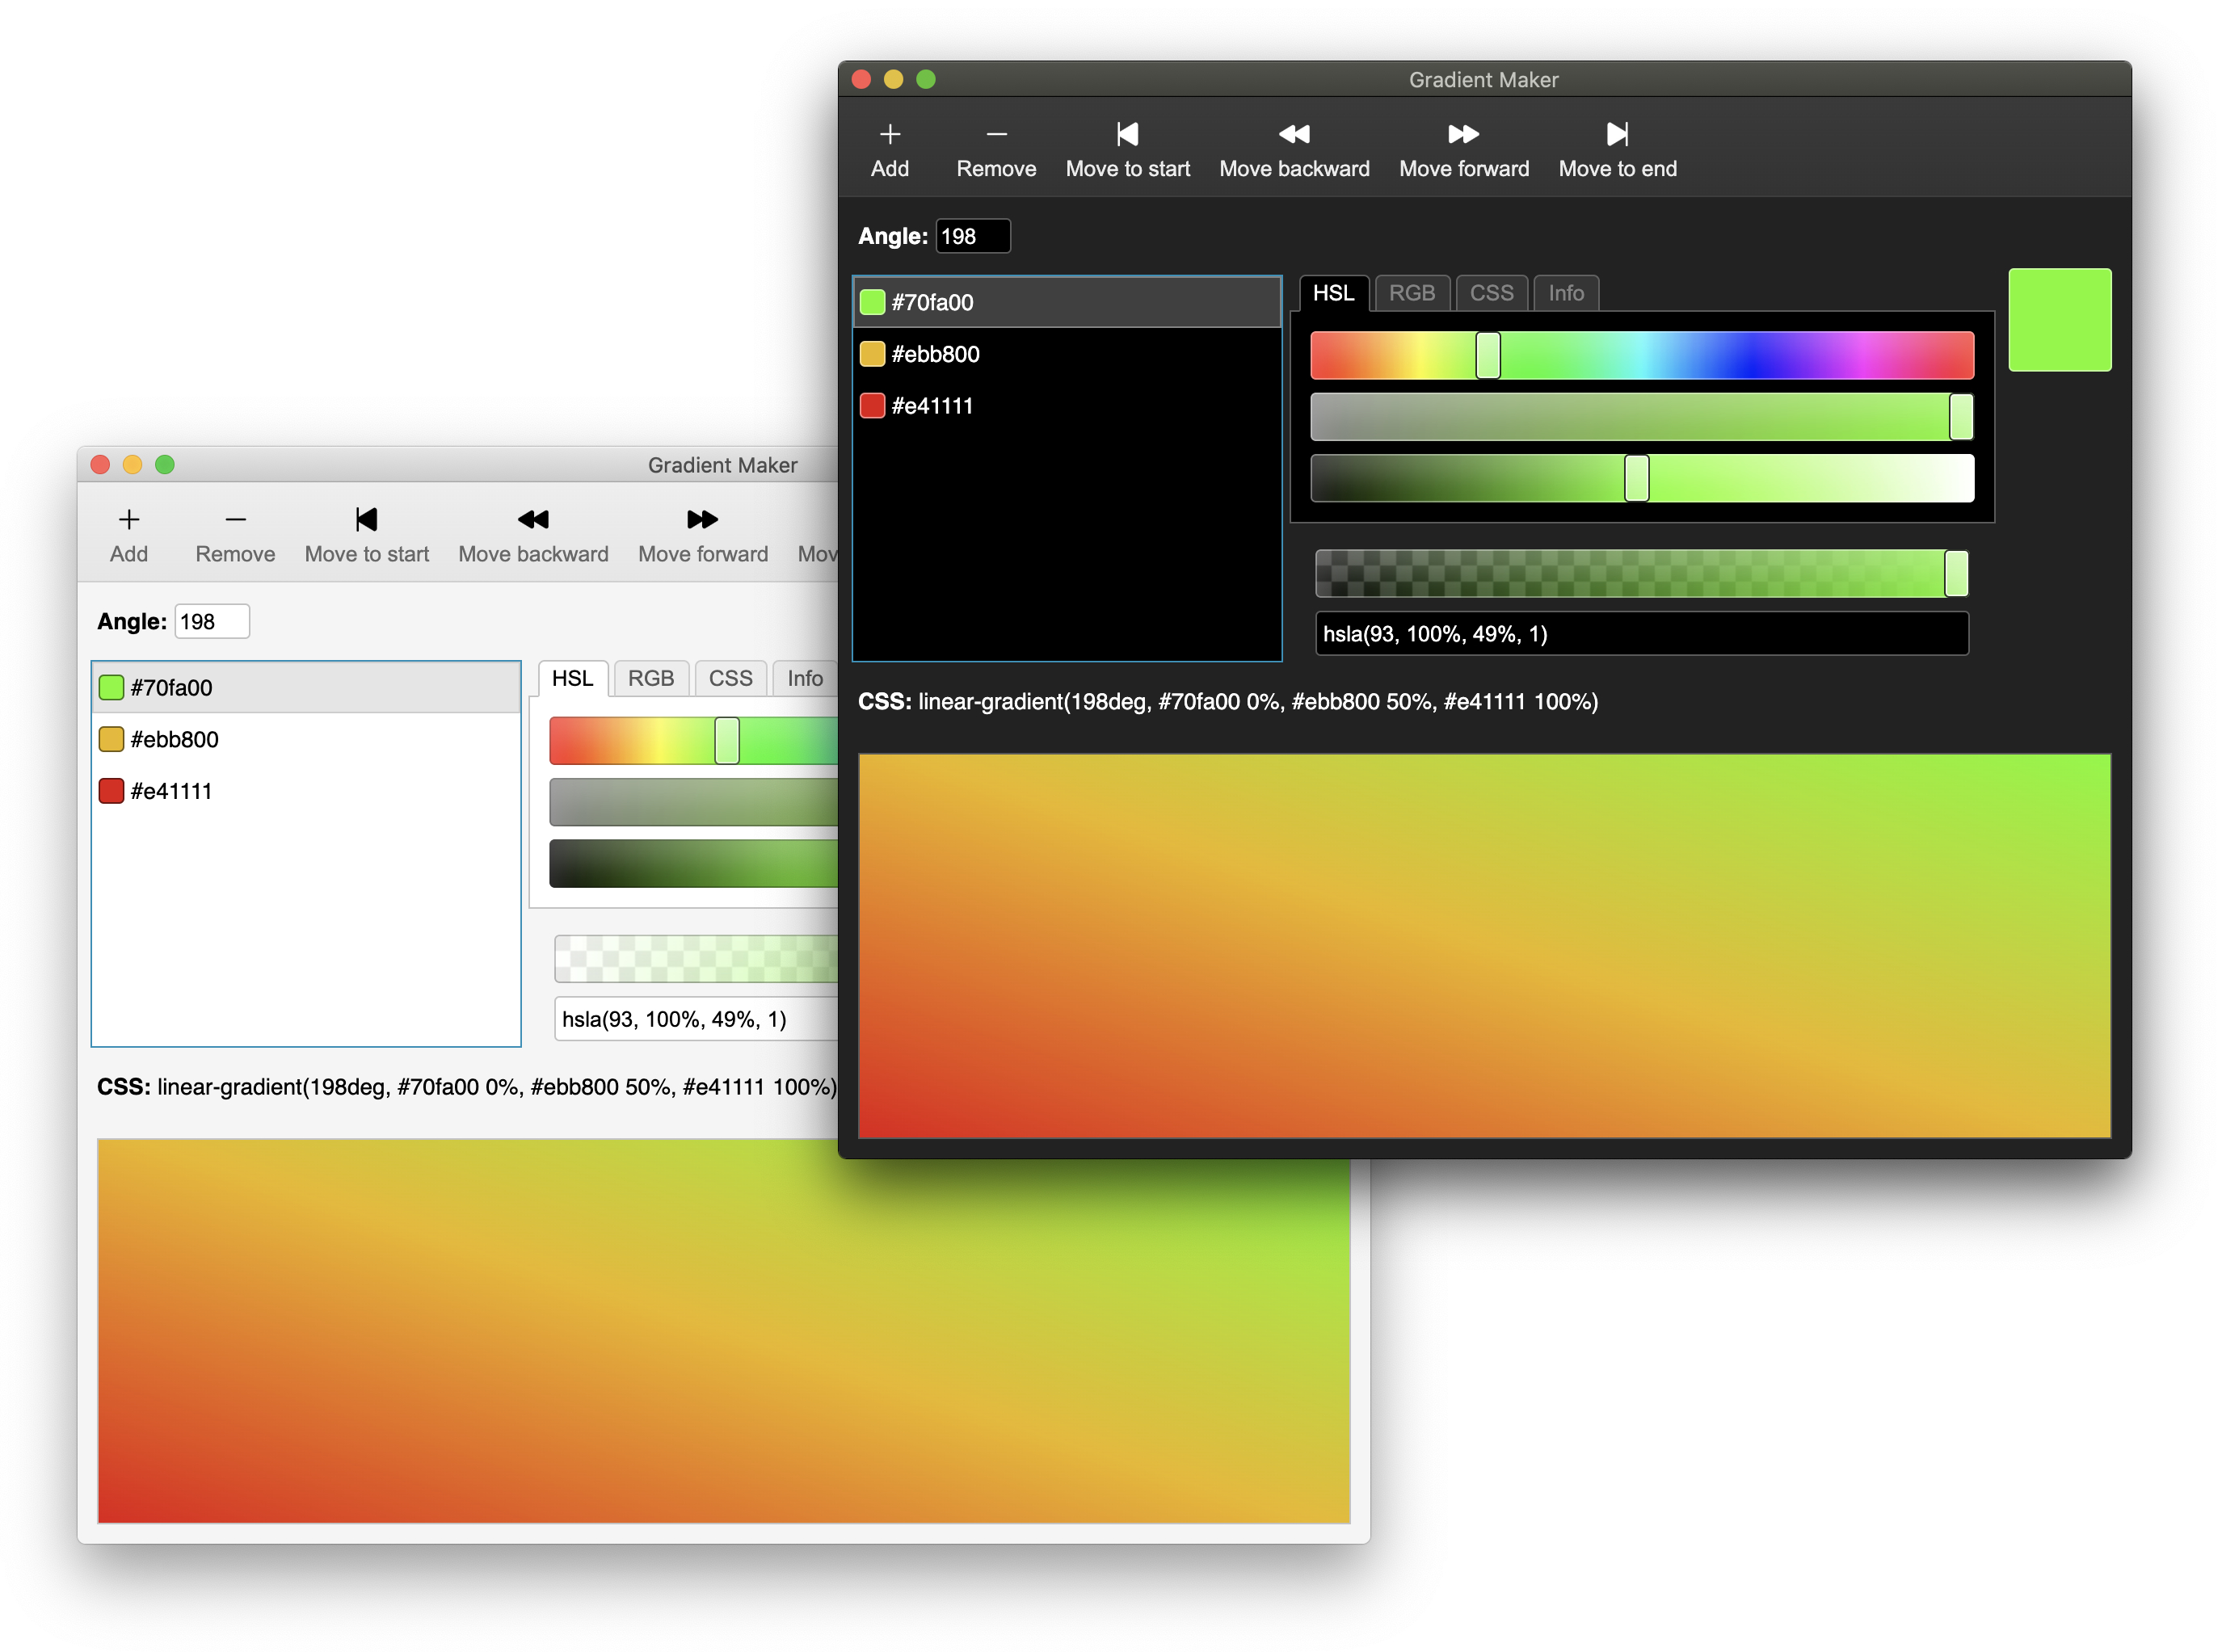 Gradient Maker
Add Remove Move to start Move backward Move forward Move to end
Angle: 198
#70fa00
#ebb800
#e41111
HSL RGB CSS Info
hsla(93, 100%, 49%, 1)
CSS: linear-gradient(198deg, #70fa00 0%, #ebb800 50%, #e41111 100%)
Gradient Maker
Add Remove Move to start Move backward Move forward Mov
Angle: 198
#70fa00
#ebb800
#e41111
HSL RGB CSS Info
hsla(93, 100%, 49%, 1)
CSS: linear-gradient(198deg, #70fa00 0%, #ebb800 50%, #e41111 100%)